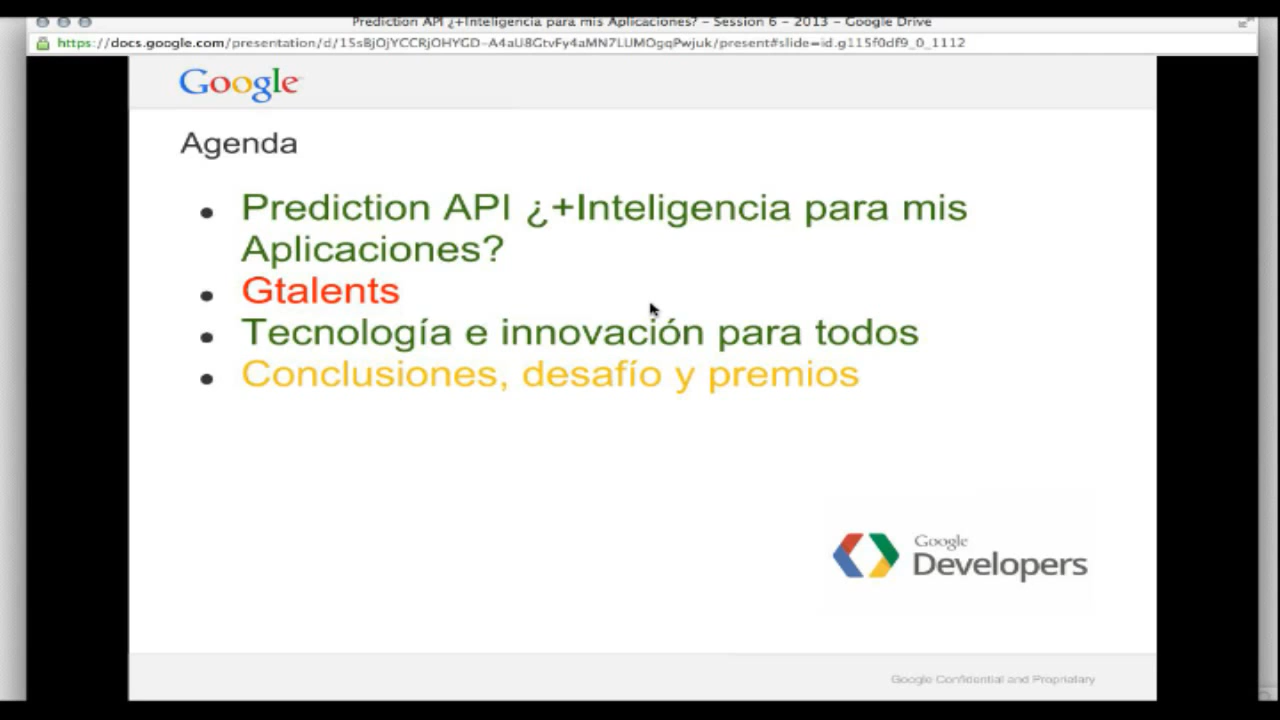 Prediction API ¿+Inteligencia para mis Aplicaciones? – Session 6 – 2013 – Google Drive
https://docs.google.com/presentation/d/15sBjOjYCCRjOHYGD-A4aU8GtvFy4aMN7LUMOgqPwjuk/present#slide=id.g115f0df9_0_1112
Google
Agenda
• Prediction API ¿+Inteligencia para mis
Aplicaciones?
• Gtalents
• Tecnología e innovación para todos
• Conclusiones, desafío y premios
Google
Developers
Google Confidential and Proprietary